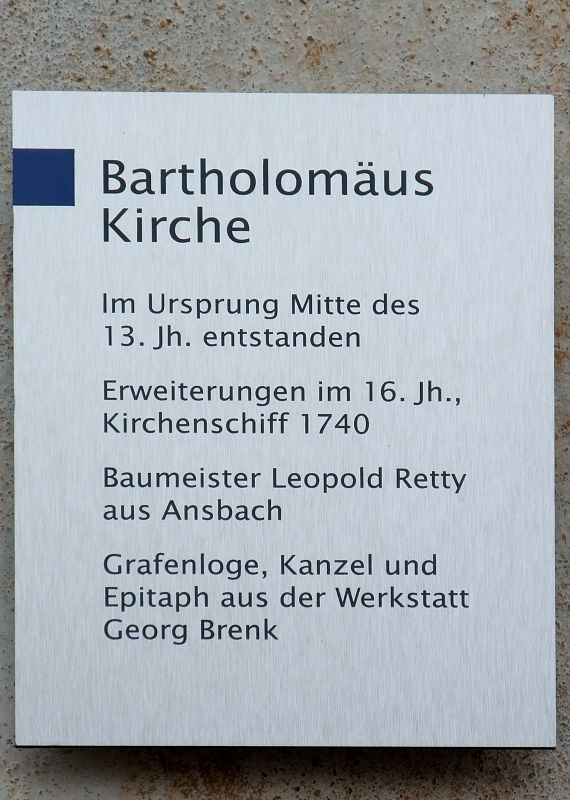 Bartholomäus
Kirche
Im Ursprung Mitte des
13. Jh. entstanden
Erweiterungen im 16. Jh.,
Kirchenschiff 1740
Baumeister Leopold Retty
aus Ansbach
Grafenloge, Kanzel und
Epitaph aus der Werkstatt
Georg Brenk